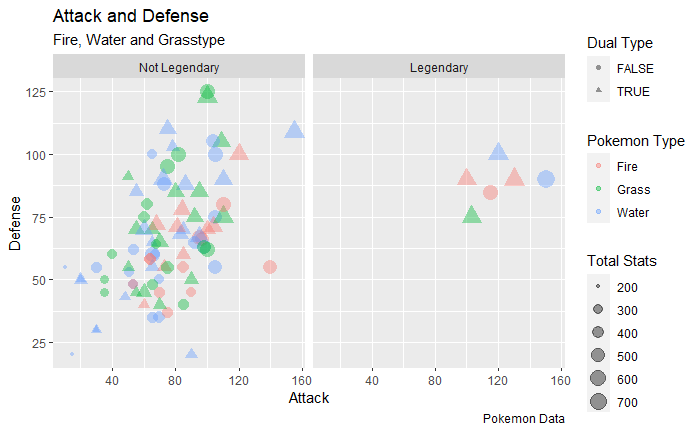 Attack and Defense
Fire, Water and Grasstype
Not Legendary
Legendary
125
100
75
50
25
Defense
40 80 120 160
40 80 120 160
Attack
Pokemon Data
Dual Type
FALSE
TRUE
Pokemon Type
Fire
Grass
Water
Total Stats
200
300
400
500
600
700